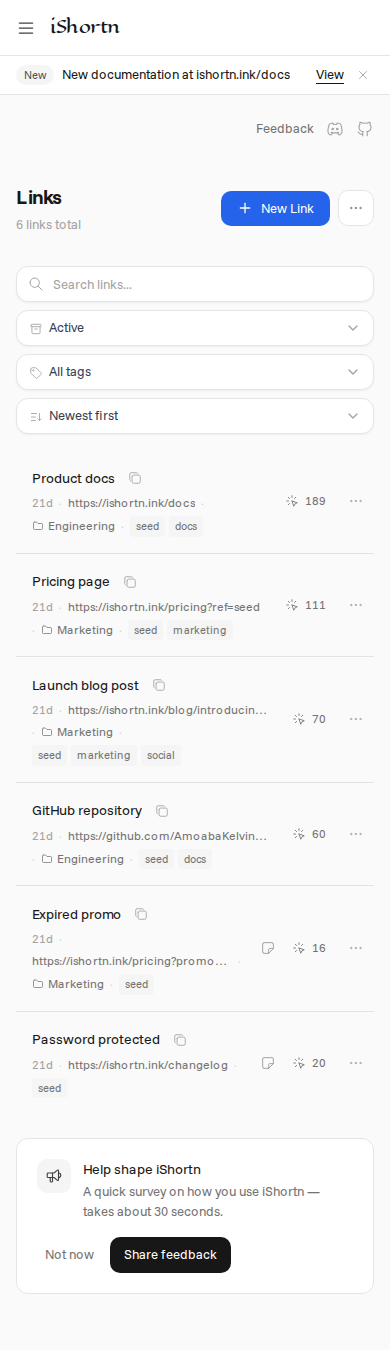 iShortn
New New documentation at ishortn.ink/docs View
Feedback
Links
6 links total
New Link
Search links...
Active
All tags
Newest first
Product docs
21d · https://ishortn.ink/docs ·
Engineering · seed docs
189
Pricing page
21d · https://ishortn.ink/pricing?ref=seed
· Marketing · seed marketing
111
Launch blog post
21d · https://ishortn.ink/blog/introducin...
· Marketing ·
seed marketing social
70
GitHub repository
21d · https://github.com/AmoabaKelvin...
· Engineering · seed docs
60
Expired promo
21d ·
https://ishortn.ink/pricing?promo... ·
Marketing · seed
16
Password protected
21d · https://ishortn.ink/changelog ·
seed
20
Help shape iShortn
A quick survey on how you use iShortn —
takes about 30 seconds.
Not now Share feedback